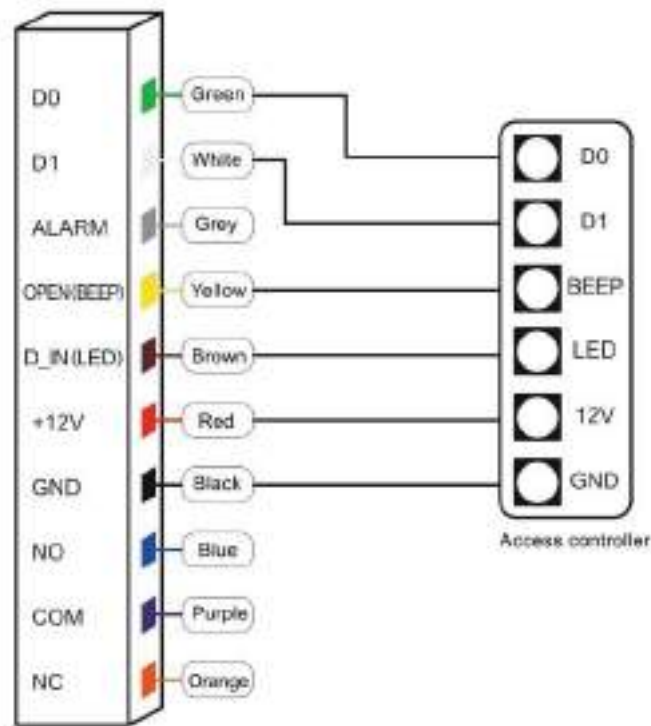 D0
Green
D1
White
ALARM
Grey
OPEN(BEEP)
Yellow
D_IN(LED)
Brown
+12V
Red
GND
Black
NO
Blue
COM
Purple
NC
Orange
D0
D1
BEEP
LED
12V
GND
Access controller